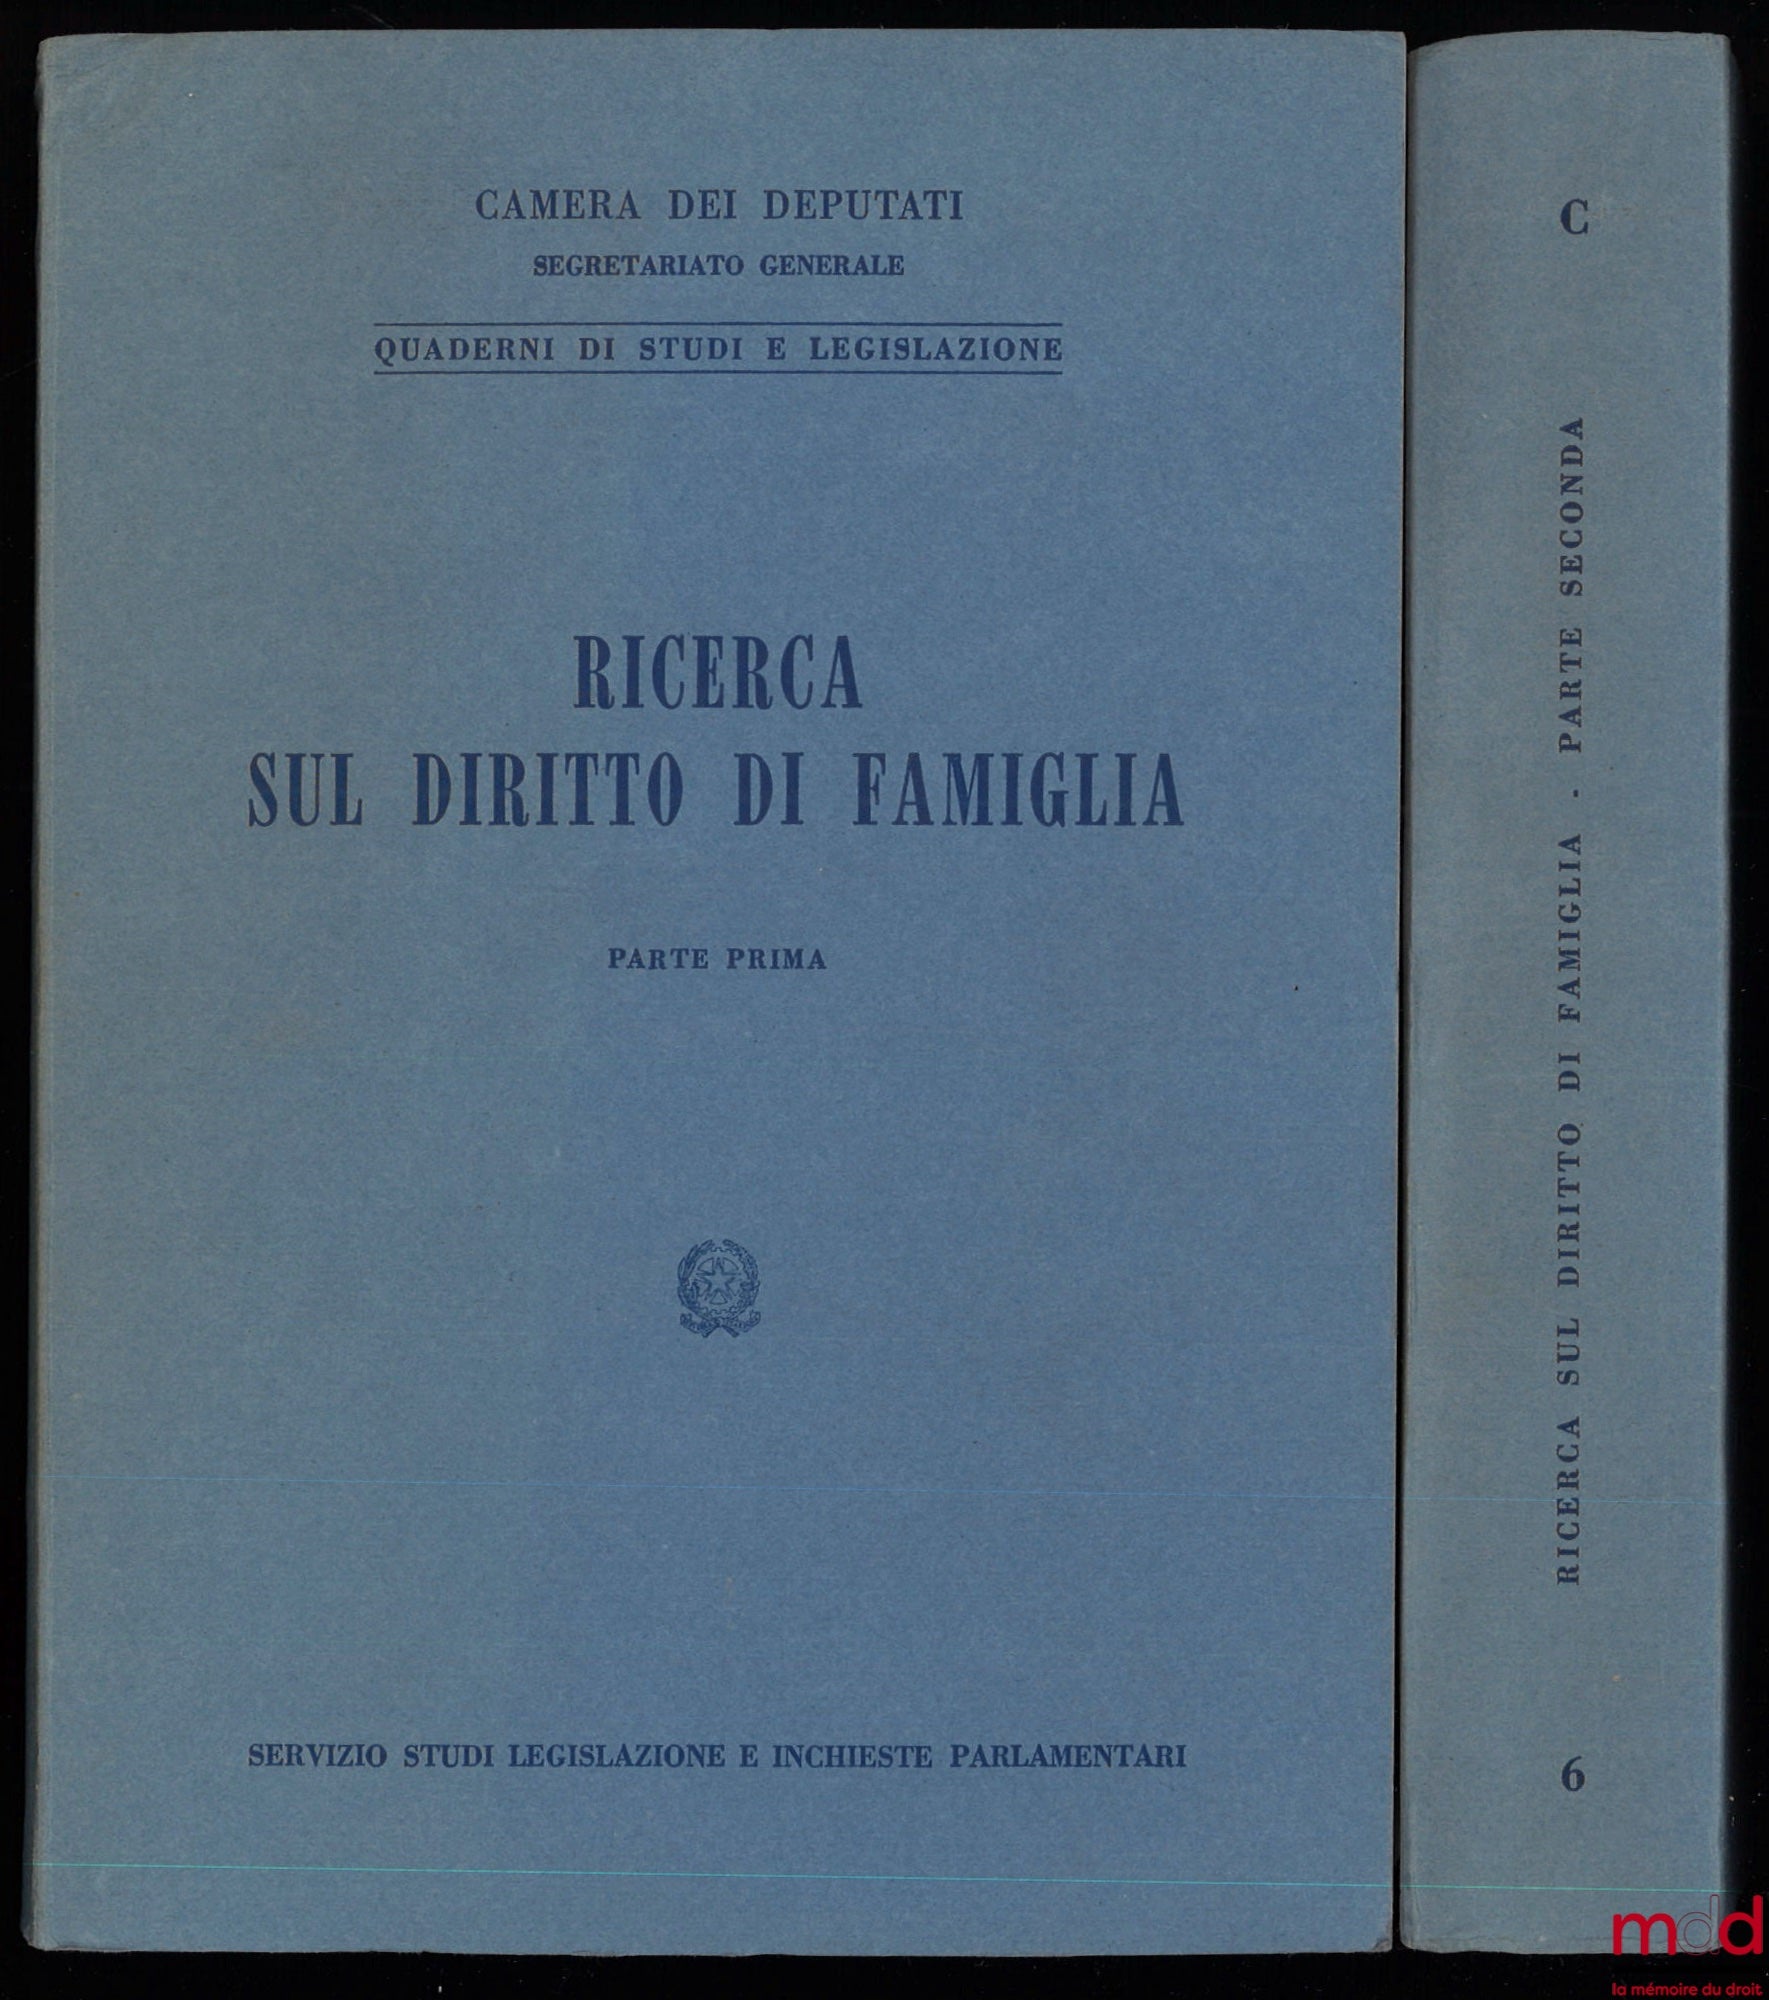 CAMERA DEI DEPUTATI
SEGRETARIATO GENERALE
QUADERNI DI STUDI E LEGISLAZIONE
RICERCA
SUL DIRITTO DI FAMIGLIA
PARTE PRIMA
SERVIZIO STUDI LEGISLAZIONE E INCHIESTE PARLAMENTARI
C
RICERCA SUL DIRITTO DI FAMIGLIA - PARTE SECONDA
6
mdd
la mémoire du droit